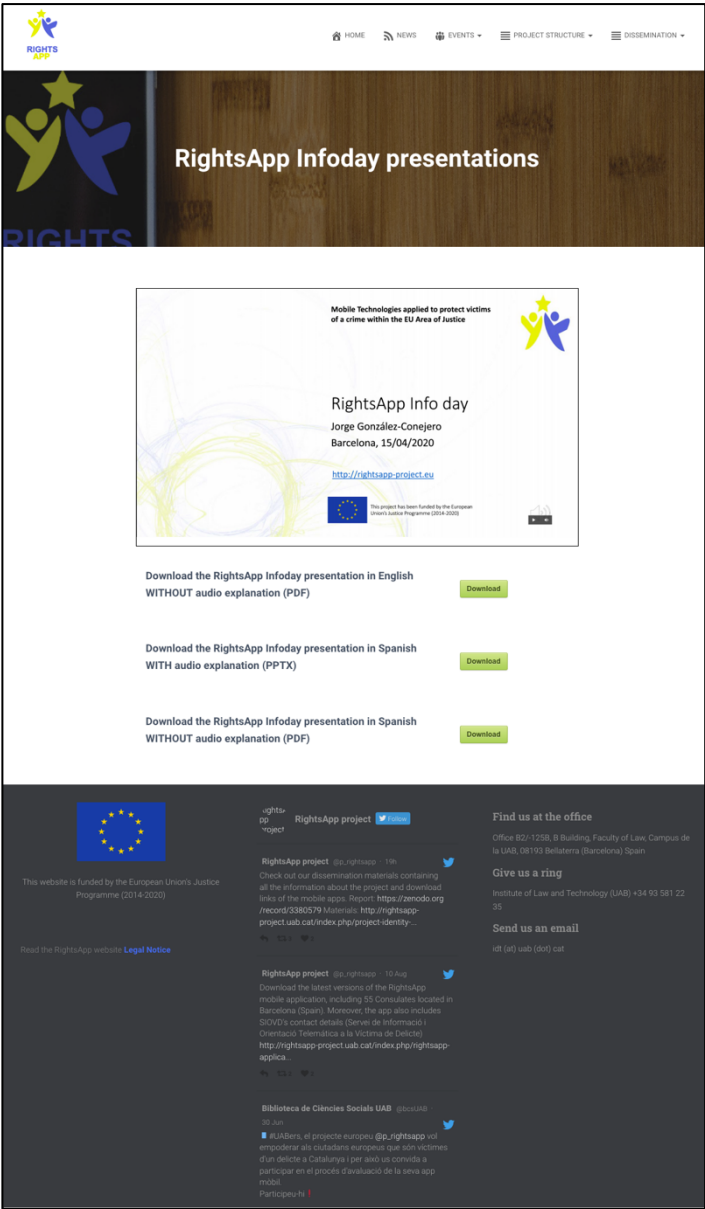 RIGHTS
APP
HOME
NEWS
EVENTS
PROJECT STRUCTURE
DISSEMINATION
RightsApp Infoday presentations
RIGHTS
Mobile Technologies applied to protect victims
of a crime within the EU Area of Justice
RightsApp Info day
Jorge González-Conejero
Barcelona, 15/04/2020
http://rightsapp-project.eu
This project has been funded by the European
Union's Justice Programme (2014-2020)
Download the RightsApp Infoday presentation in English
WITHOUT audio explanation (PDF)
Download
Download the RightsApp Infoday presentation in Spanish
WITH audio explanation (PPTX)
Download
Download the RightsApp Infoday presentation in Spanish
WITHOUT audio explanation (PDF)
Download
This website is funded by the European Union's Justice
Programme (2014-2020)
Read the RightsApp website Legal Notice
RightsApp project Follow
RightsApp project @p_rightsapp · 19h
Check out our dissemination materials containing
all the information about the project and download
links of the mobile apps. Report: https://zenodo.org
/record/3380579 Materials: http://rightsapp-
project.uab.cat/index.php/project-identity-...
RightsApp project @p_rightsapp · 10 Aug
Download the latest versions of the RightsApp
mobile application, including 55 Consulates located in
Barcelona (Spain). Moreover, the app also includes
SIOVD's contact details (Servei de Informació i
Orientació Telemàtica a la Víctima de Delicte)
http://rightsapp-project.uab.cat/index.php/rightsapp-
applica...
Biblioteca de Ciències Socials UAB @bcsUAB
30 Jun
#UABers, el projecte europeu @p_rightsapp vol
empoderar als ciutadans europeus que són víctimes
d'un delicte a Catalunya i per això us convida a
participar en el procés d'avaluació de la seva app
mòbil.
Participeu-hi❗
Find us at the office
Office B2/-125B, B Building, Faculty of Law, Campus de
la UAB, 08193 Bellaterra (Barcelona) Spain
Give us a ring
Institute of Law and Technology (UAB) +34 93 581 22
35
Send us an email
idt (at) uab (dot) cat